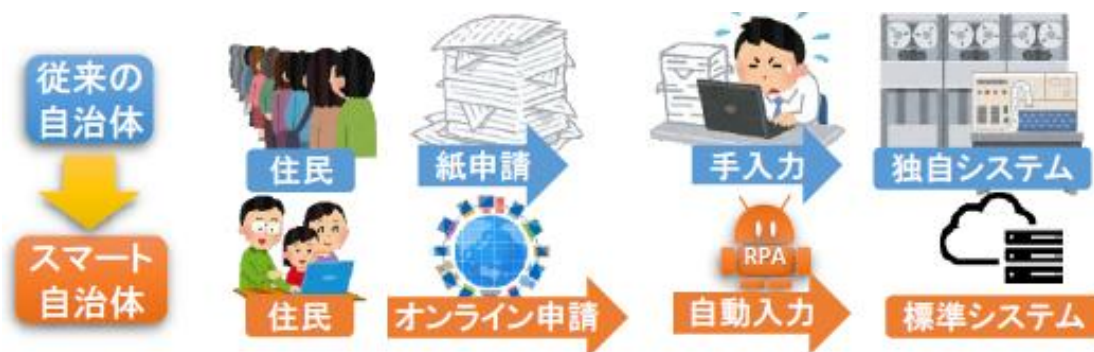 従来の
自治体
住民
紙申請
手入力
独自システム
スマート
自治体
住民
オンライン申請
RPA
自動入力
標準システム